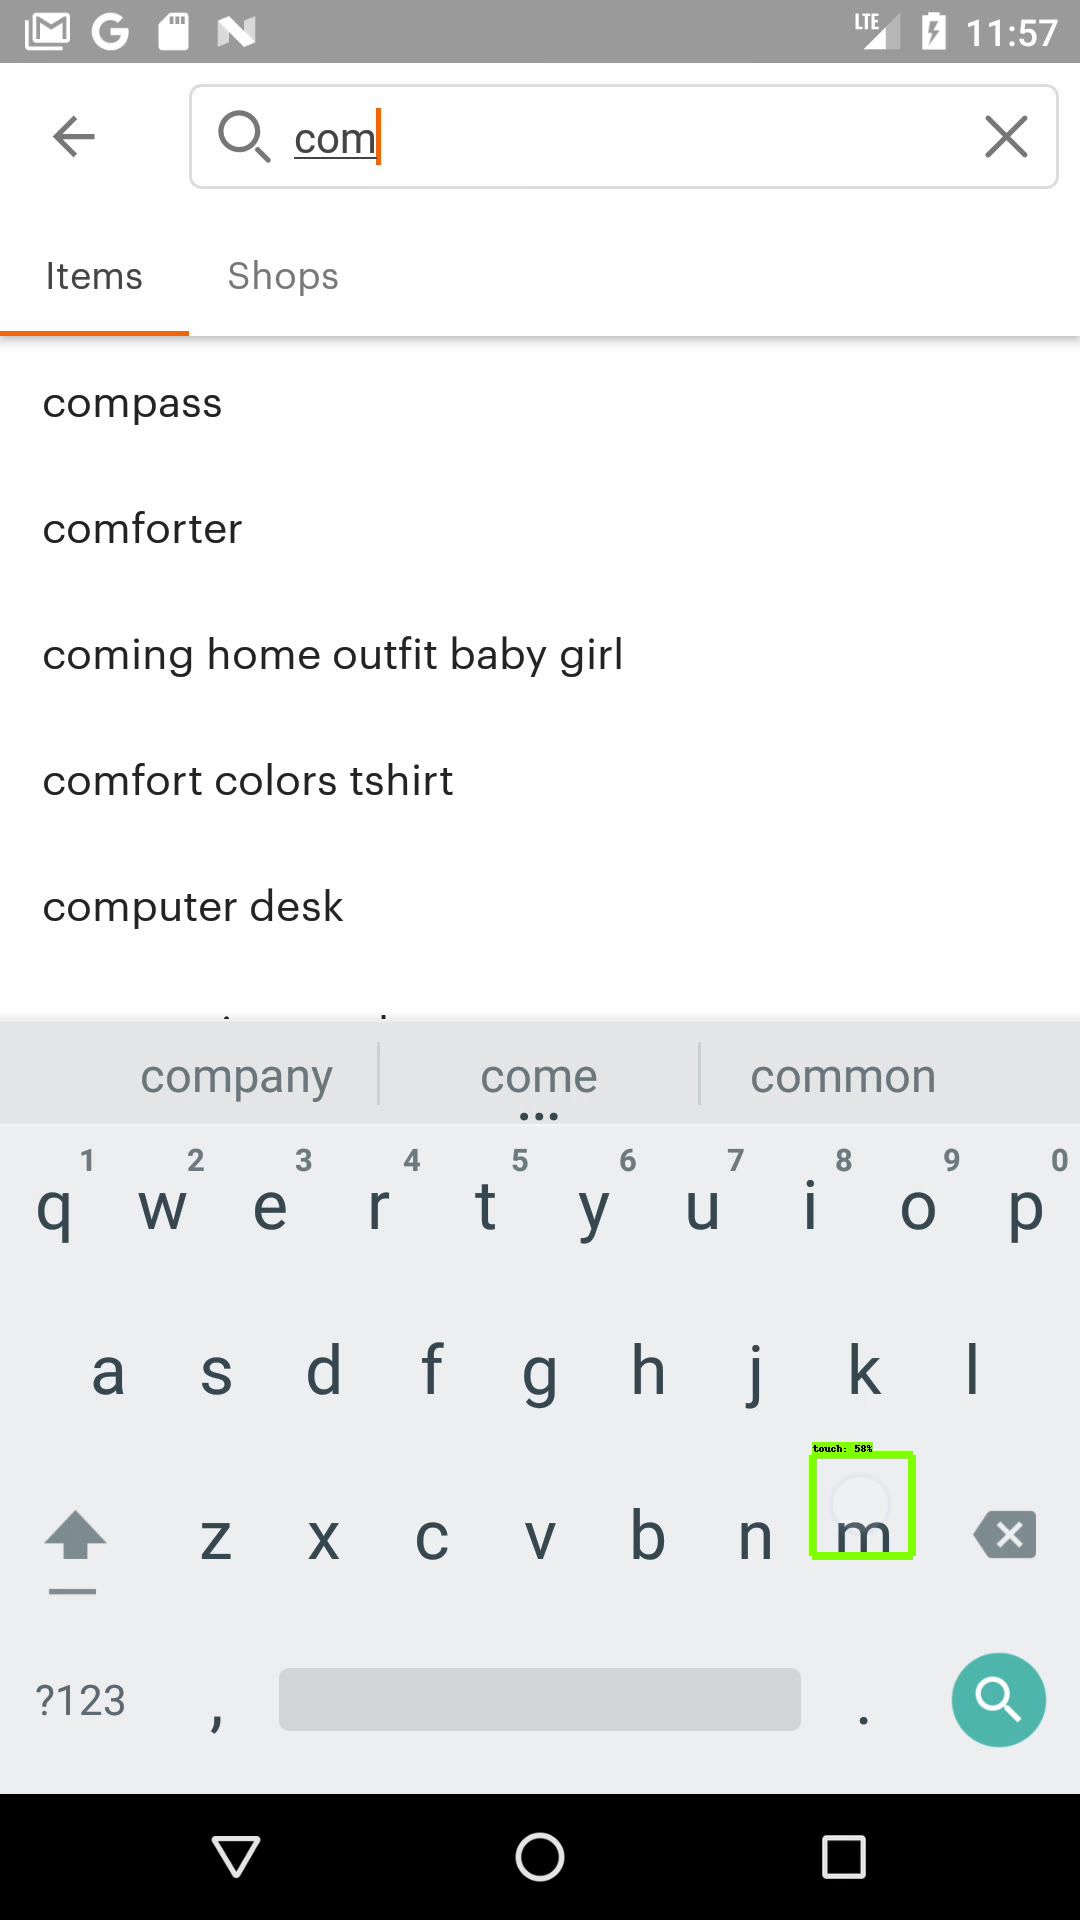 LTE 11:57
com
Items Shops
compass
comforter
coming home outfit baby girl
comfort colors tshirt
computer desk
company come common
1 2 3 4 5 6 7 8 9 0
q w e r t y u i o p
a s d f g h j k l
touch: 58%
z x c v b n m
?123 , .